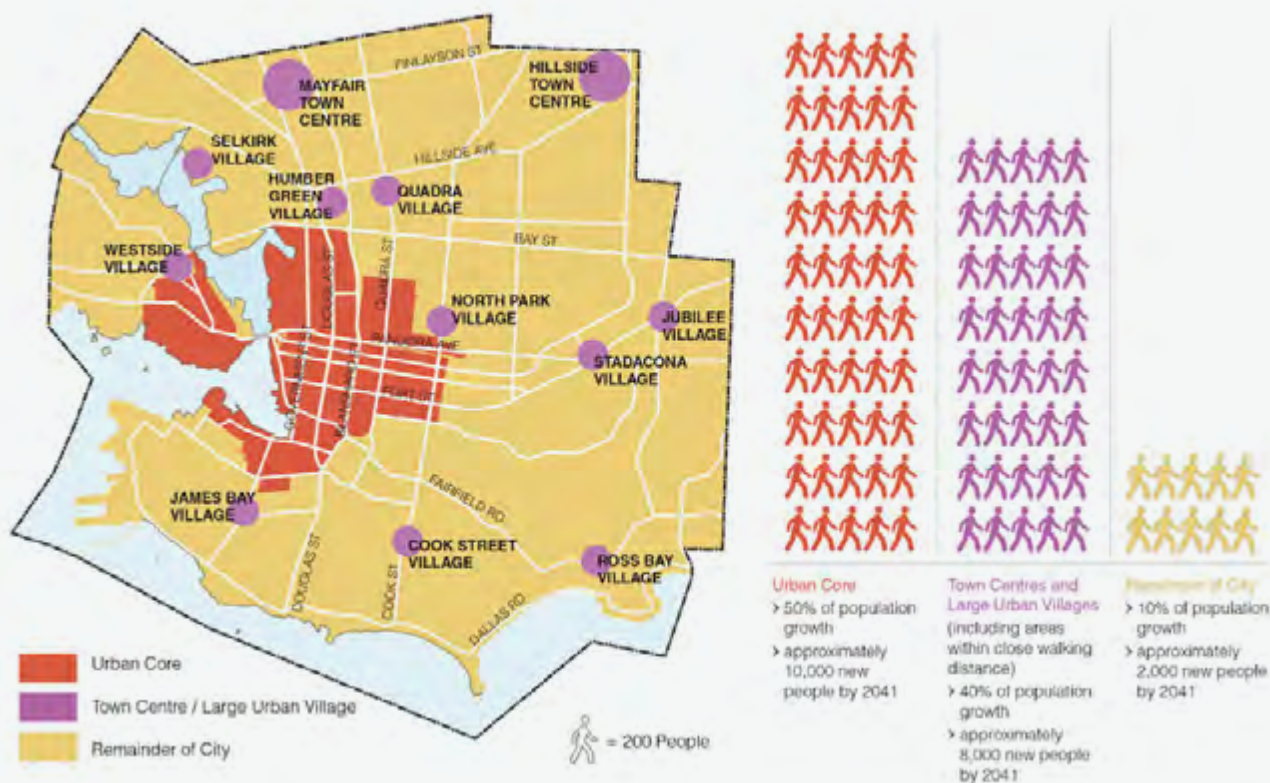 FINLAYSON ST
MAYFAIR
TOWN
CENTRE
HILLSIDE
TOWN
CENTRE
SELKIRK
VILLAGE
HILLSIDE AVE
HUMBER
GREEN
VILLAGE
QUADRA
VILLAGE
BAY ST
WESTSIDE
VILLAGE
DOUGLAS ST
QUADRA ST
NORTH PARK
VILLAGE
JUBILEE
VILLAGE
PANDORA AVE
STADACONA
VILLAGE
FORT ST
FAIRFIELD RD
JAMES BAY
VILLAGE
DOUGLAS ST
COOK STREET
VILLAGE
COOK ST
ROSS BAY
VILLAGE
DALLAS RD
Urban Core
Town Centre / Large Urban Village
Remainder of City
= 200 People
Urban Core
> 50% of population
growth
> approximately
10,000 new
people by 2041
Town Centres and
Large Urban Villages
(including areas
within close walking
distance)
> 40% of population
growth
> approximately
8,000 new people
by 2041
Remainder of City
> 10% of population
growth
> approximately
2,000 new people
by 2041